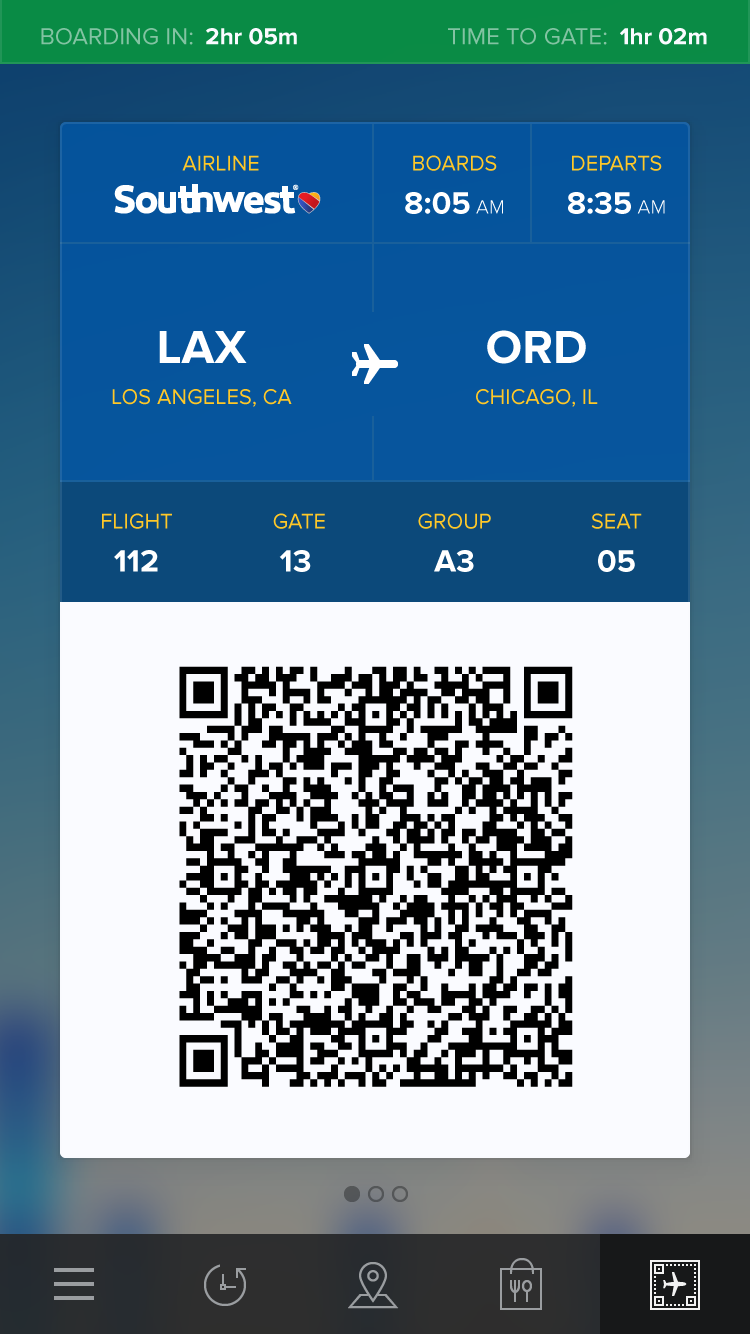 BOARDING IN: 2hr 05m TIME TO GATE: 1hr 02m
AIRLINE BOARDS DEPARTS
Southwest® 8:05 AM 8:35 AM
LAX ORD
LOS ANGELES, CA CHICAGO, IL
FLIGHT GATE GROUP SEAT
112 13 A3 05